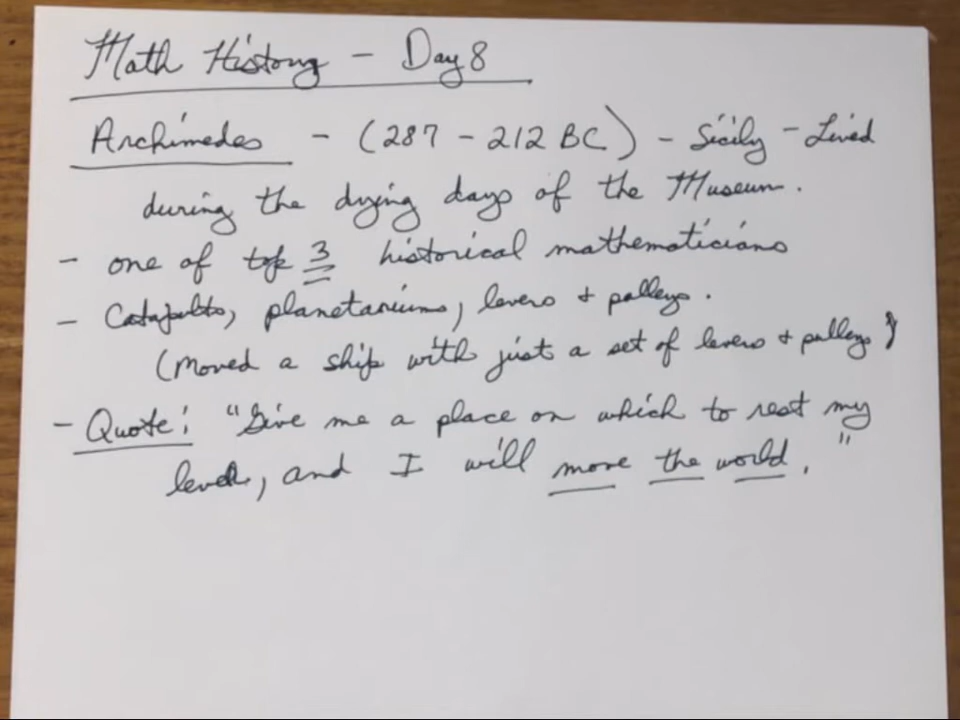 Math History - Day 8
Archimedes - (287 - 212 BC) - Sicily - Lived
during the dying days of the Museum.
- one of top 3 historical mathematicians
- Catapults, planetariums, levers + pulleys.
(moved a ship with just a set of levers + pulleys)
- Quote: "Give me a place on which to rest my
lever, and I will move the world."